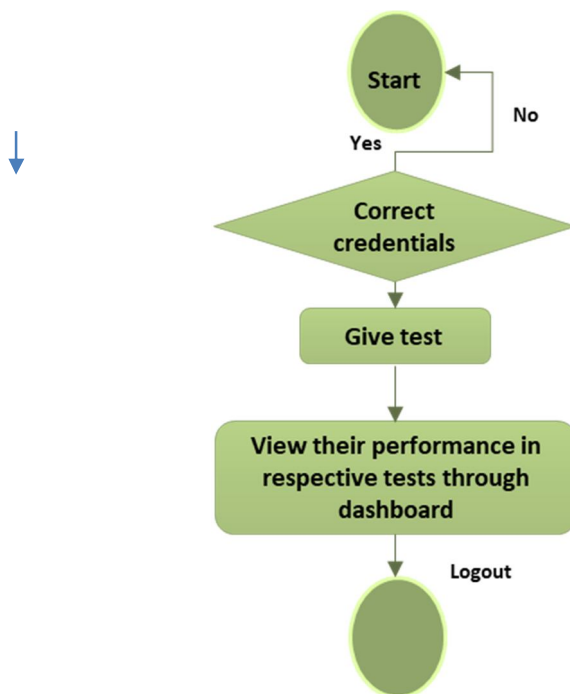 Start
No
Yes
Correct
credentials
Give test
View their performance in
respective tests through
dashboard
Logout